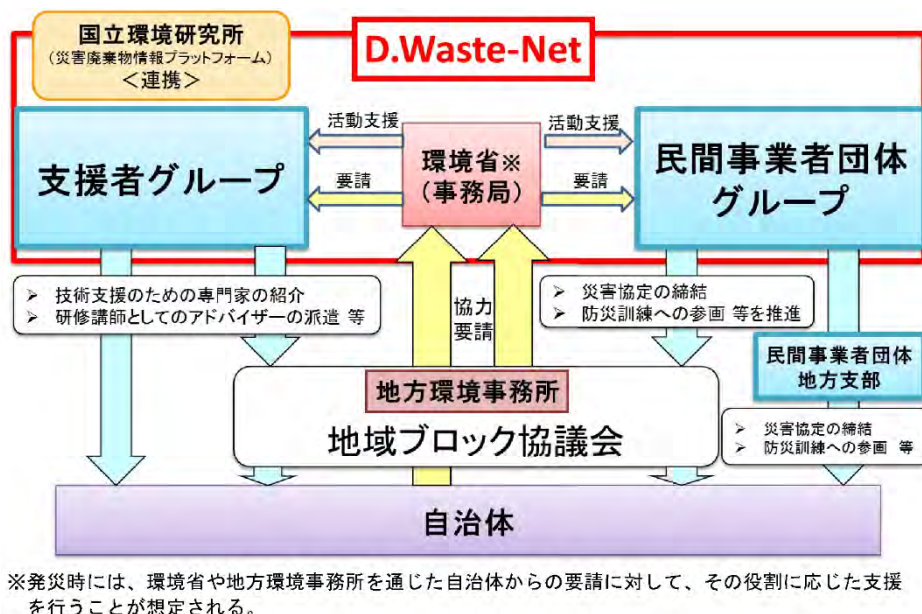 国立環境研究所
（災害廃棄物情報プラットフォーム）
＜連携＞
D.Waste-Net
支援者グループ
活動支援
要請
環境省※
（事務局）
活動支援
要請
民間事業者団体
グループ
➢ 技術支援のための専門家の紹介
➢ 研修講師としてのアドバイザーの派遣 等
協力
要請
➢ 災害協定の締結
➢ 防災訓練への参画 等を推進
民間事業者団体
地方支部
地方環境事務所
地域ブロック協議会
➢ 災害協定の締結
➢ 防災訓練への参画 等
自治体
※発災時には、環境省や地方環境事務所を通じた自治体からの要請に対して、その役割に応じた支援
を行うことが想定される。